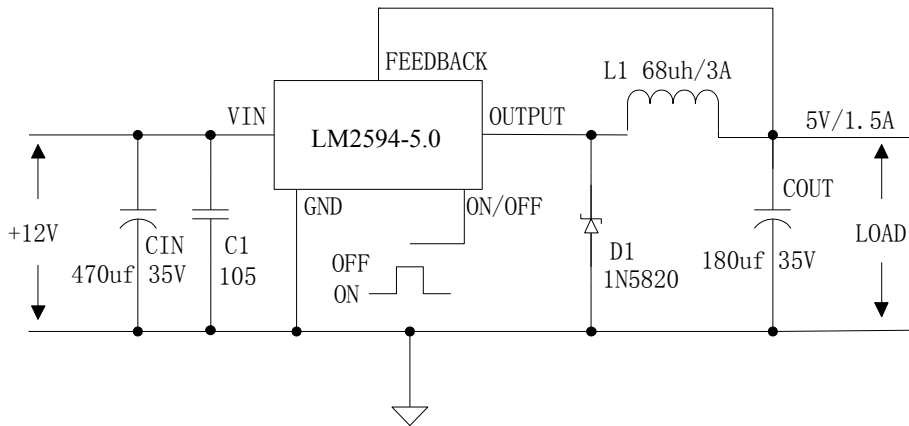 FEEDBACK
L1 68uh/3A
VIN
LM2594-5.0
OUTPUT
5V/1.5A
GND
ON/OFF
COUT
+12V
CIN
C1
470uf 35V
105
OFF
ON
D1
1N5820
180uf 35V
LOAD